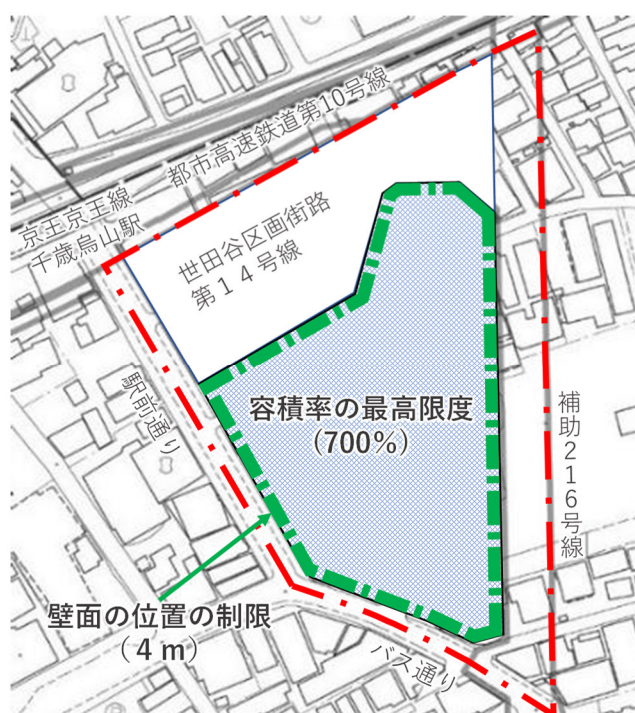 都市高速鉄道第10号線
京王京王線
千歳烏山駅
世田谷区画街路
第１４号線
容積率の最高限度
(700%)
駅前通り
補助２１６号線
壁面の位置の制限
（４ｍ）
バス通り